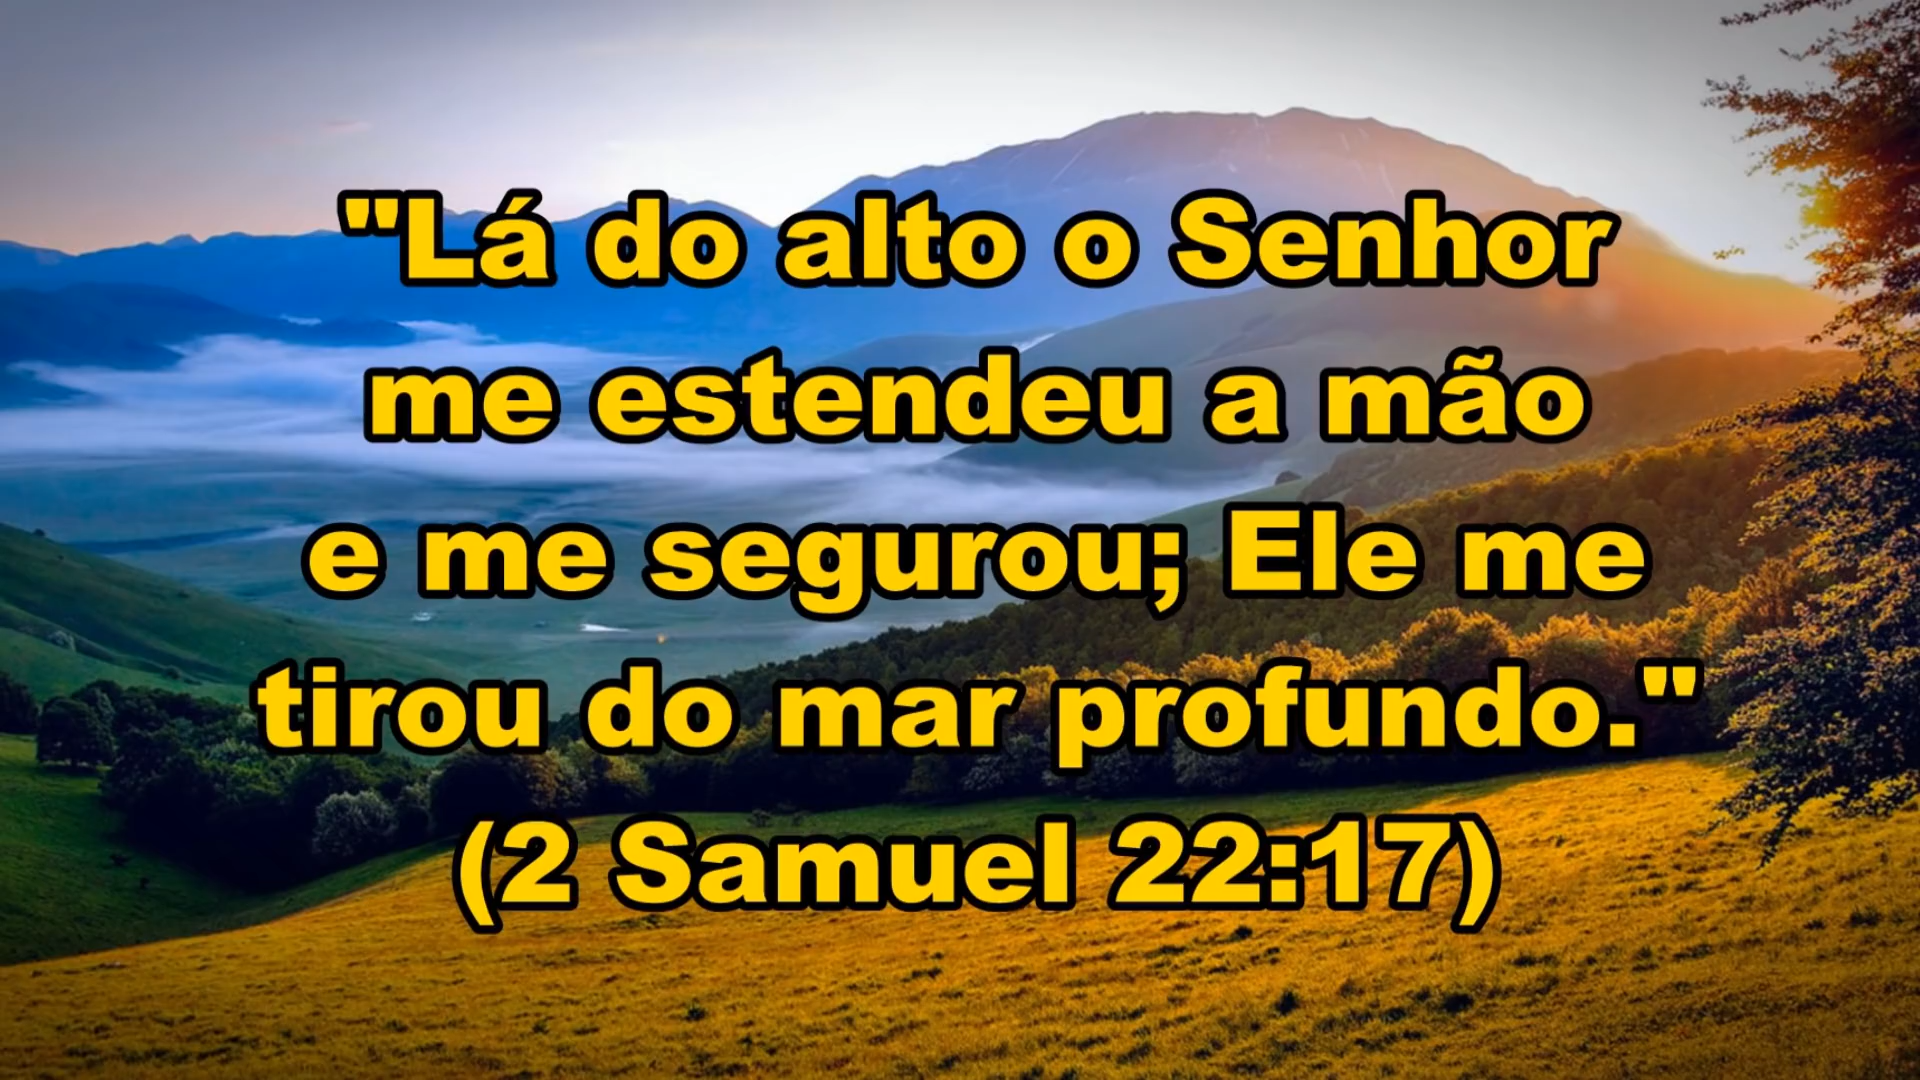 "Lá do alto o Senhor
me estendeu a mão
e me segurou; Ele me
tirou do mar profundo."
(2 Samuel 22:17)